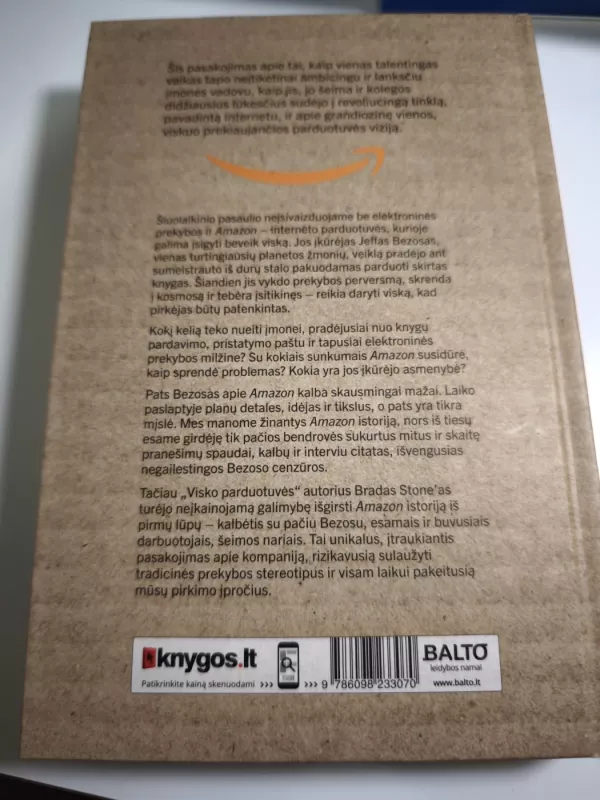 Šis pasakojimas apie tai, kaip vienas talentingas
vaikas tapo neįtikėtinai ambicingu ir lanksčiu
įmonės vadovu, kaip jis, jo šeima ir kolegos
didžiausius lūkesčius sudėjo į revoliucingą tinklą,
pavadintą internetu, ir apie grandiozinę vienos,
viskuo prekiaujančios parduotuvės viziją.
Šiuolaikinio pasaulio neįsivaizduojame be elektroninės
prekybos ir Amazon – interneto parduotuvės, kurioje
galima įsigyti beveik viską. Jos įkūrėjas Jeffas Bezosas,
vienas turtingiausių planetos žmonių, veiklą pradėjo ant
sumeistrauto iš durų stalo pakuodamas parduoti skirtas
knygas. Šiandien jis vykdo prekybos perversmą, skrenda
į kosmosą ir tebėra įsitikinęs – reikia daryti viską, kad
pirkėjas būtų patenkintas.
Kokį kelią teko nueiti įmonei, pradėjusiai nuo knygų
pardavimo, pristatymo paštu ir tapusiai elektroninės
prekybos milžine? Su kokiais sunkumais Amazon susidūrė,
kaip sprendė problemas? Kokia yra jos įkūrėjo asmenybė?
Pats Bezosas apie Amazon kalba skausmingai mažai. Laiko
paslaptyje planų detales, idėjas ir tikslus, o pats yra tikra
mįslė. Mes manome žinantys Amazon istoriją, nors iš tiesų
esame girdėję tik pačios bendrovės sukurtus mitus ir skaitę
pranešimų spaudai, kalbų ir interviu citatas, išvengusias
negailestingos Bezoso cenzūros.
Tačiau „Visko parduotuvės“ autorius Bradas Stone'as
turėjo neįkainojamą galimybę išgirsti Amazon istoriją iš
pirmų lūpų – kalbėtis su pačiu Bezosu, esamais ir buvusiais
darbuotojais, šeimos nariais. Tai unikalus, įtraukiantis
pasakojimas apie kompaniją, rizikavusią sulaužyti
tradicinės prekybos stereotipus ir visam laikui pakeitusią
mūsų pirkimo įpročius.
knygos.lt
Patikrinkite kainą skenuodami >>> >>>
9 786098 233070
BALTO
leidybos namai
www.balto.lt